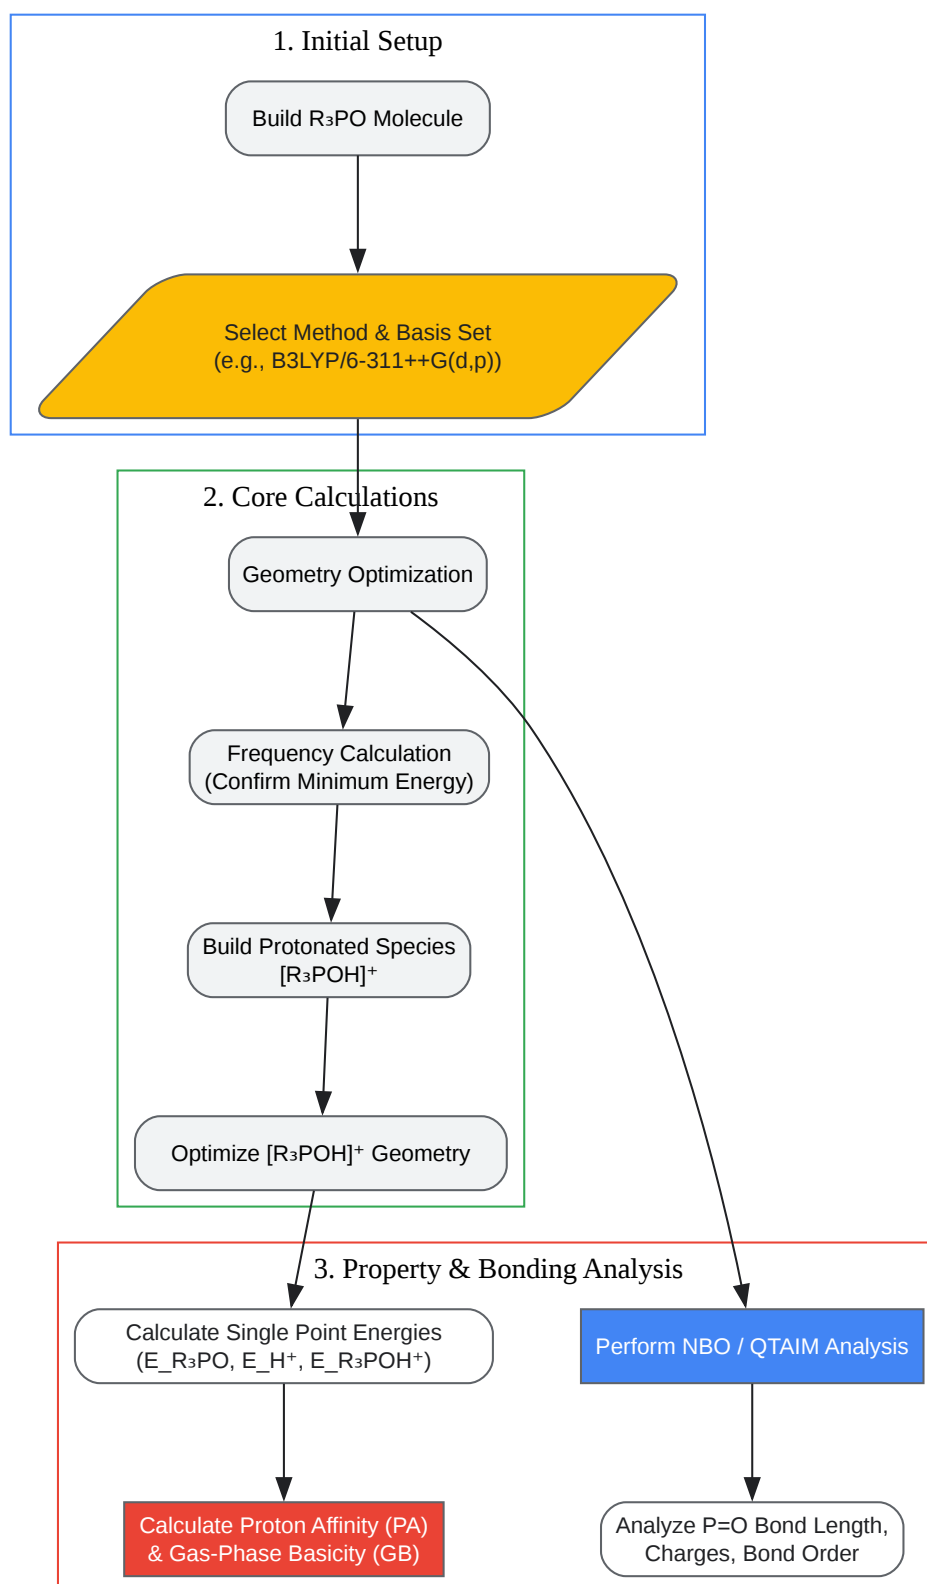 1. Initial Setup
Build R₃PO Molecule
Select Method & Basis Set
(e.g., B3LYP/6-311++G(d,p))
2. Core Calculations
Geometry Optimization
Frequency Calculation
(Confirm Minimum Energy)
Build Protonated Species
[R₃POH]⁺
Optimize [R₃POH]⁺ Geometry
3. Property & Bonding Analysis
Calculate Single Point Energies
(E_R₃PO, E_H⁺, E_R₃POH⁺)
Perform NBO / QTAIM Analysis
Calculate Proton Affinity (PA)
& Gas-Phase Basicity (GB)
Analyze P=O Bond Length,
Charges, Bond Order